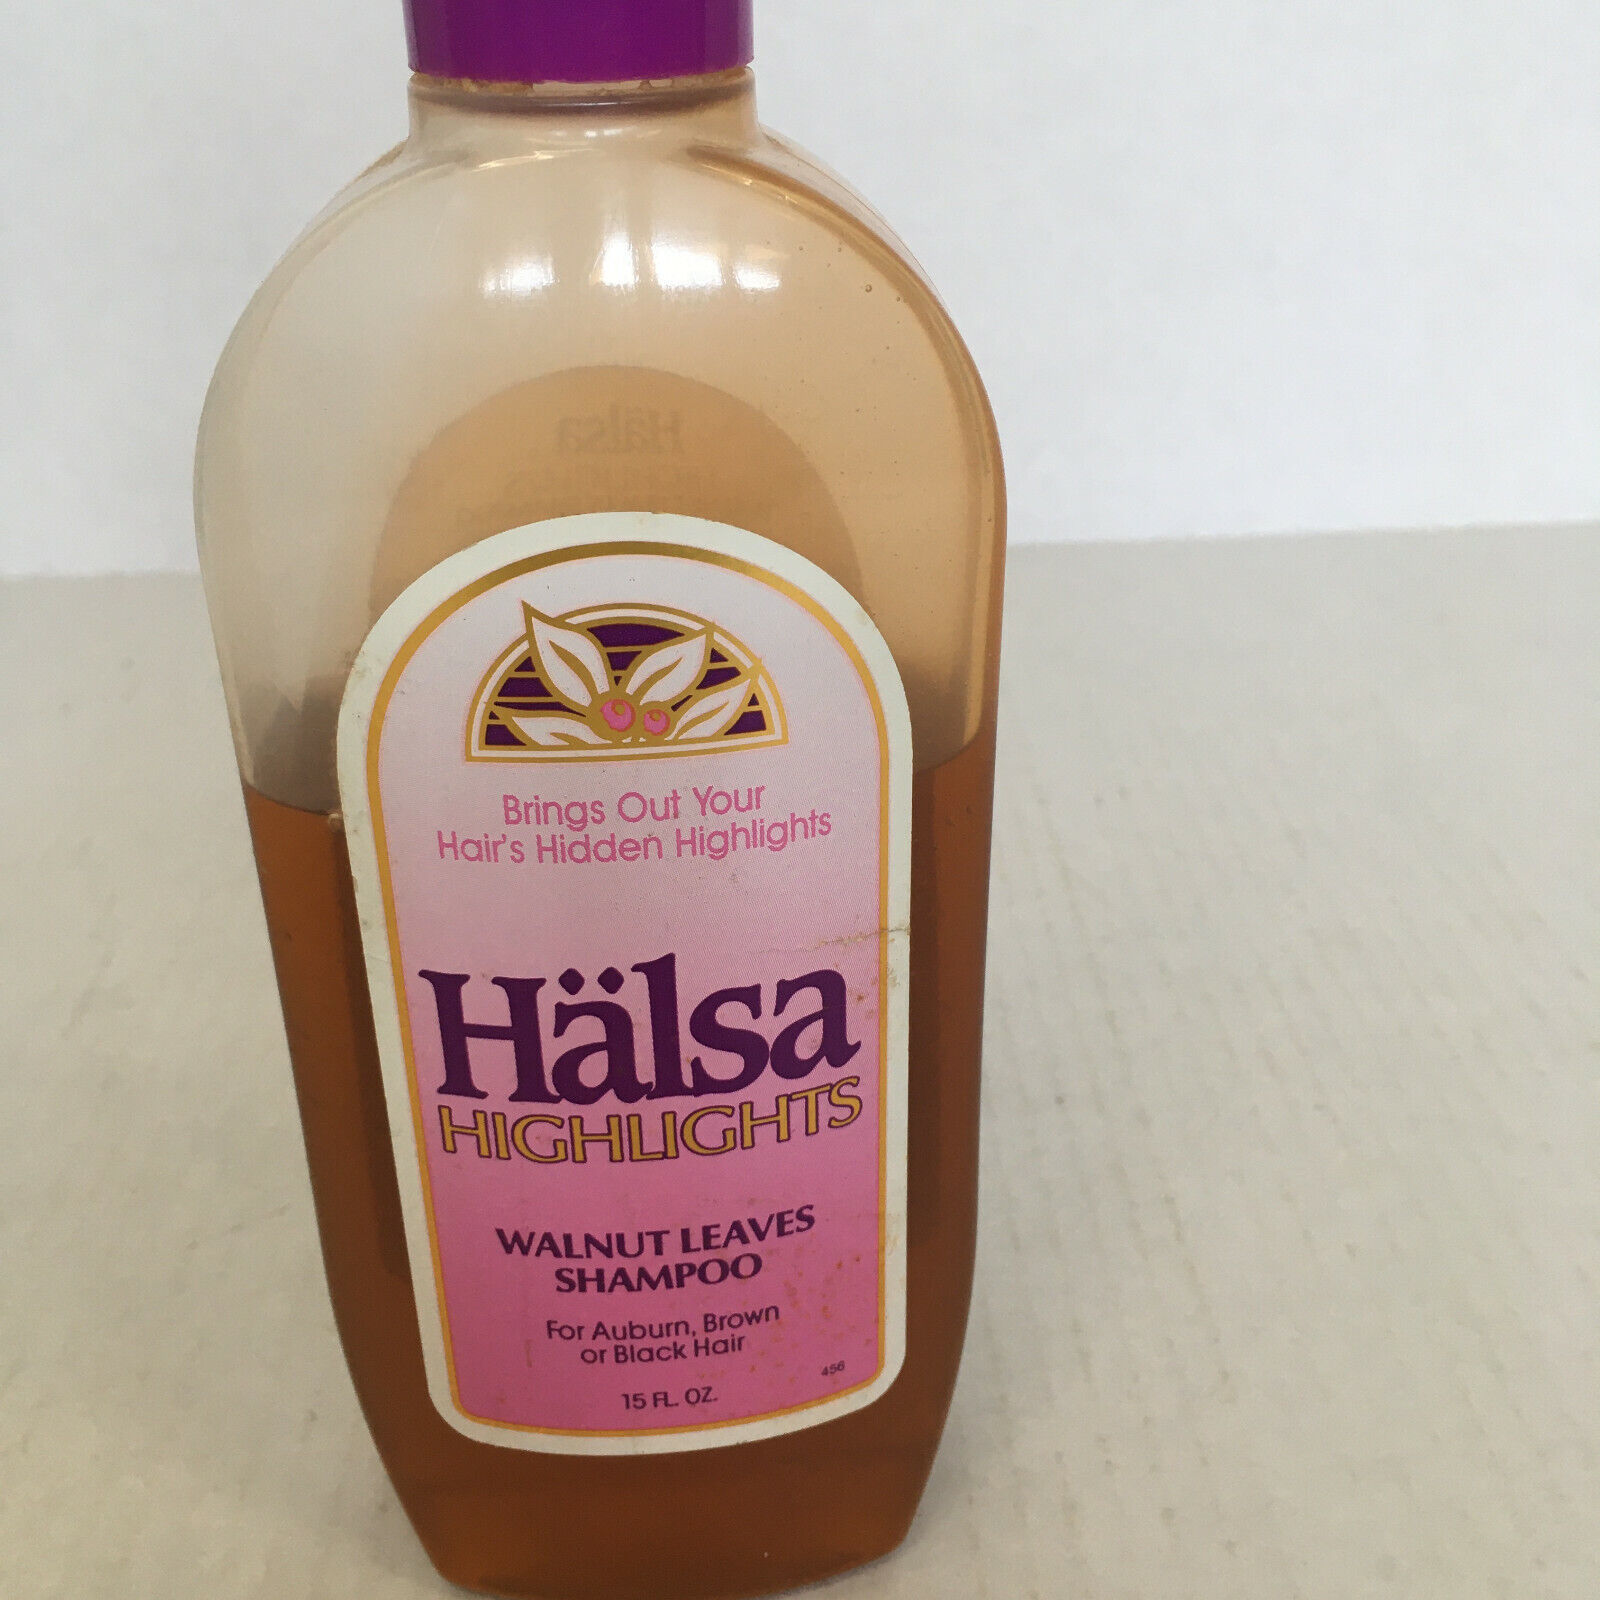 Hälsa
Brings Out Your
Hair's Hidden Highlights
Hälsa
HIGHLIGHTS
WALNUT LEAVES
SHAMPOO
For Auburn, Brown
or Black Hair
456
15 FL. OZ.